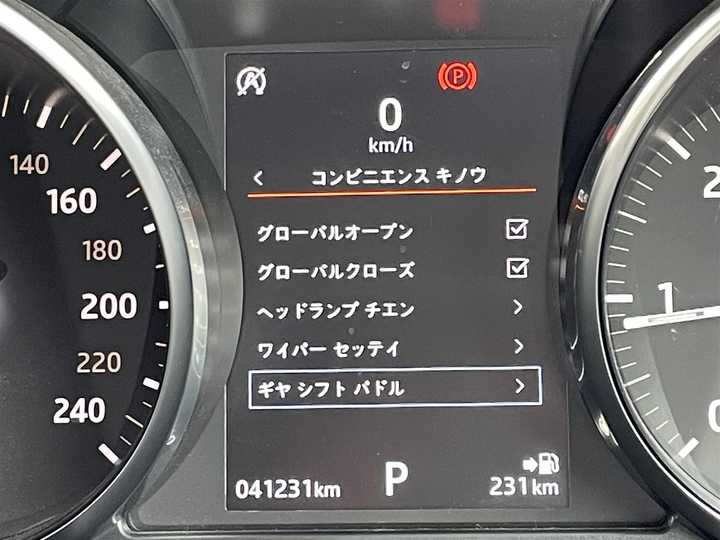 P
0
km/h
コンビニエンス キノウ
グローバルオープン
グローバルクローズ
ヘッドランプ チエン
ワイパー セッテイ
ギヤ シフト パドル
041231km
P
231km
140
160
180
200
220
240
2
1
0